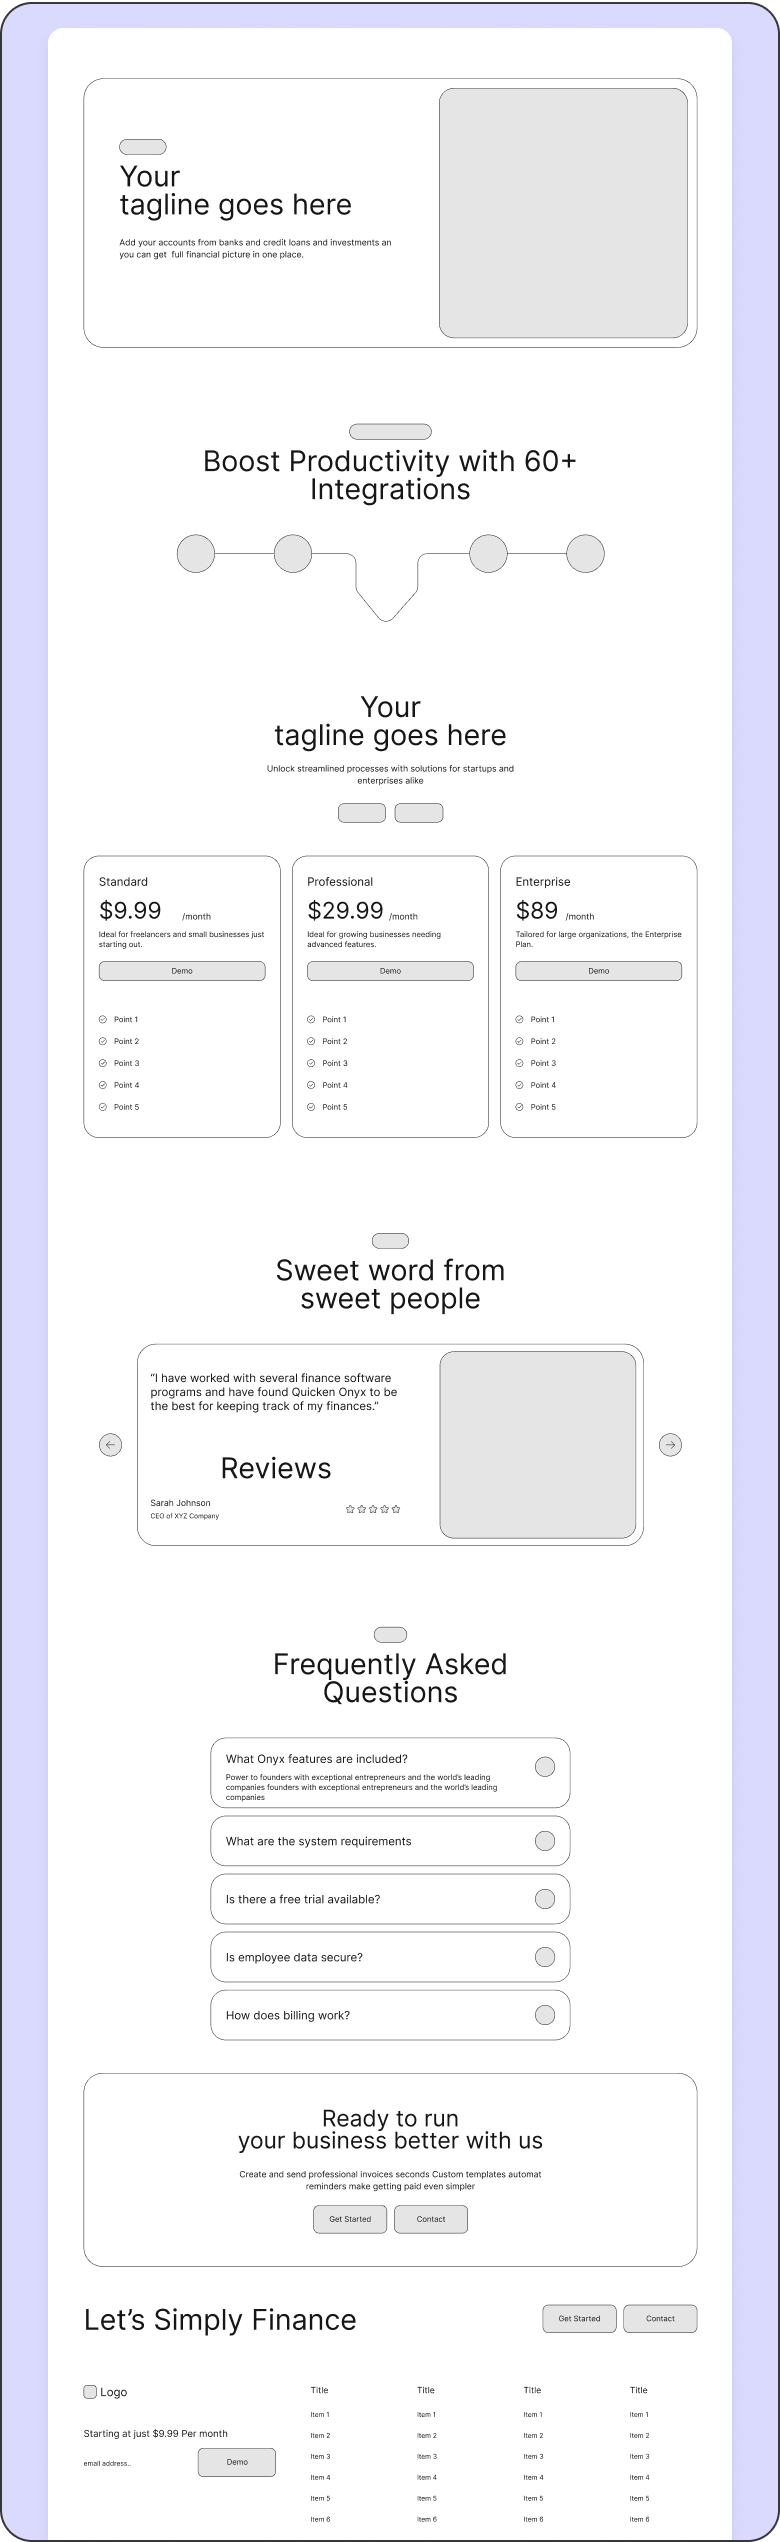 Your
tagline goes here
Add your accounts from banks and credit loans and investments an
you can get  full financial picture in one place.
Boost Productivity with 60+
Integrations
Your
tagline goes here
Unlock streamlined processes with solutions for startups and
enterprises alike
Standard
$9.99 /month
Ideal for freelancers and small businesses just
starting out.
Demo
Point 1
Point 2
Point 3
Point 4
Point 5
Professional
$29.99 /month
Ideal for growing businesses needing
advanced features.
Demo
Point 1
Point 2
Point 3
Point 4
Point 5
Enterprise
$89 /month
Tailored for large organizations, the Enterprise
Plan.
Demo
Point 1
Point 2
Point 3
Point 4
Point 5
Sweet word from
sweet people
“I have worked with several finance software
programs and have found Quicken Onyx to be
the best for keeping track of my finances.”
Reviews
Sarah Johnson
CEO of XYZ Company
Frequently Asked
Questions
What Onyx features are included?
Power to founders with exceptional entrepreneurs and the world’s leading
companies founders with exceptional entrepreneurs and the world’s leading
companies
What are the system requirements
Is there a free trial available?
Is employee data secure?
How does billing work?
Ready to run
your business better with us
Create and send professional invoices seconds Custom templates automat
reminders make getting paid even simpler
Get Started
Contact
Let’s Simply Finance
Get Started
Contact
Logo
Starting at just $9.99 Per month
email address..
Demo
Title
Item 1
Item 2
Item 3
Item 4
Item 5
Item 6
Title
Item 1
Item 2
Item 3
Item 4
Item 5
Item 6
Title
Item 1
Item 2
Item 3
Item 4
Item 5
Item 6
Title
Item 1
Item 2
Item 3
Item 4
Item 5
Item 6